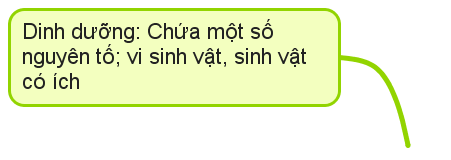 Dinh dưỡng: Chứa một số
nguyên tố; vi sinh vật, sinh vật
có ích